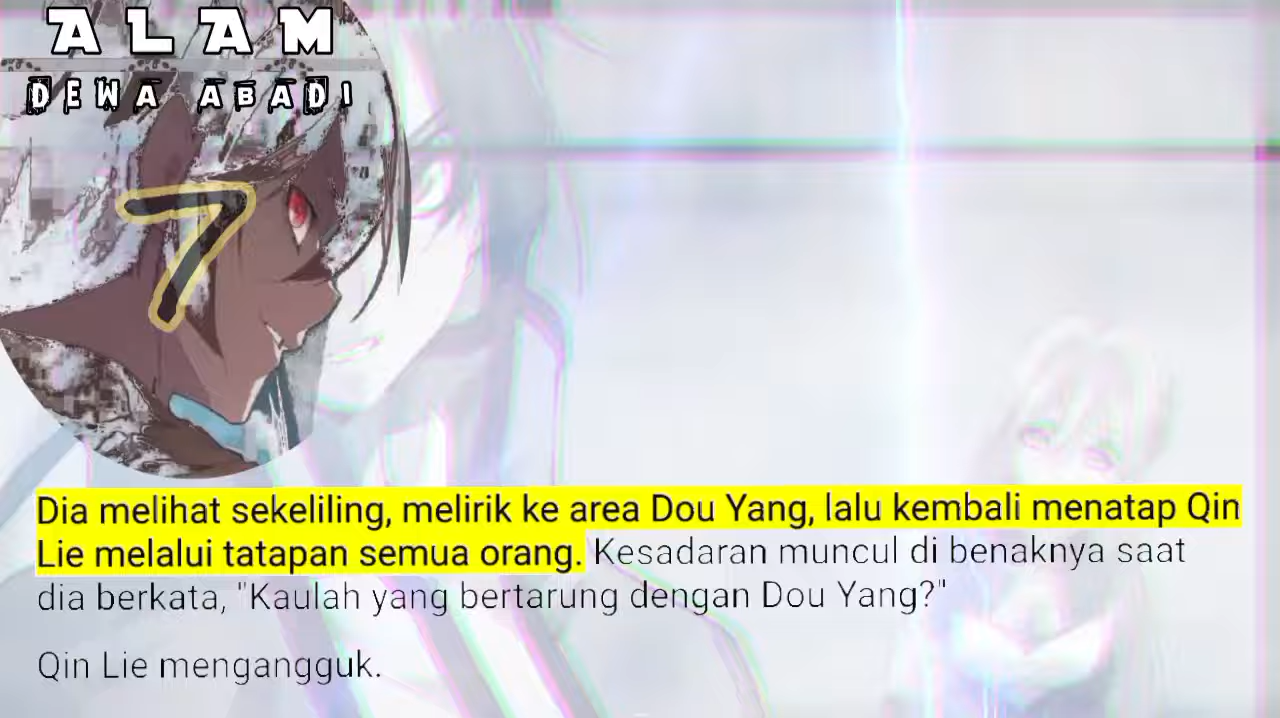 ALAM
DEWA ABADI
7
Dia melihat sekeliling, melirik ke area Dou Yang, lalu kembali menatap Qin
Lie melalui tatapan semua orang. Kesadaran muncul di benaknya saat
dia berkata, "Kaulah yang bertarung dengan Dou Yang?"
Qin Lie mengangguk.